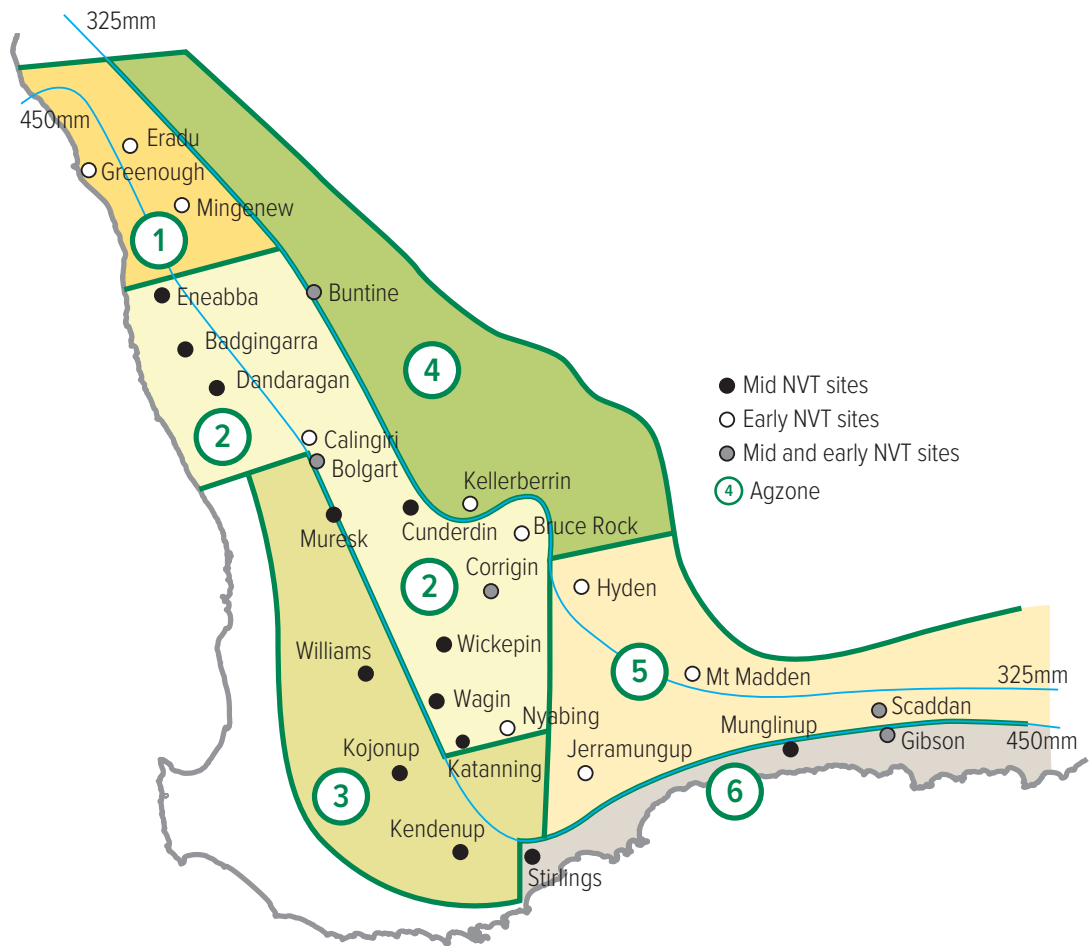 325mm
450mm
Eradu
Greenough
Mingenew
1
Eneabba
Buntine
Badgingarra
4
Dandaragan
Mid NVT sites
Early NVT sites
2
Calingiri
Mid and early NVT sites
Bolgart
Kellerberrin
4 Agzone
Muresk
Cunderdin
Bruce Rock
Corrigin
2
Hyden
Wickepin
Williams
5
Mt Madden
325mm
Wagin
Scaddan
Nyabing
Munglinup
Gibson
450mm
Kojonup
Katanning
Jerramungup
3
6
Kendenup
Stirlings